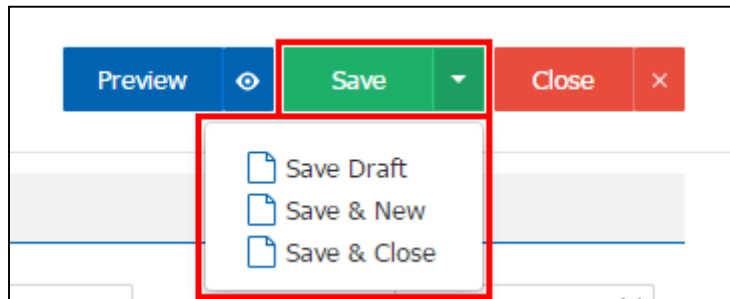 Preview
Save
Close
Save Draft
Save & New
Save & Close